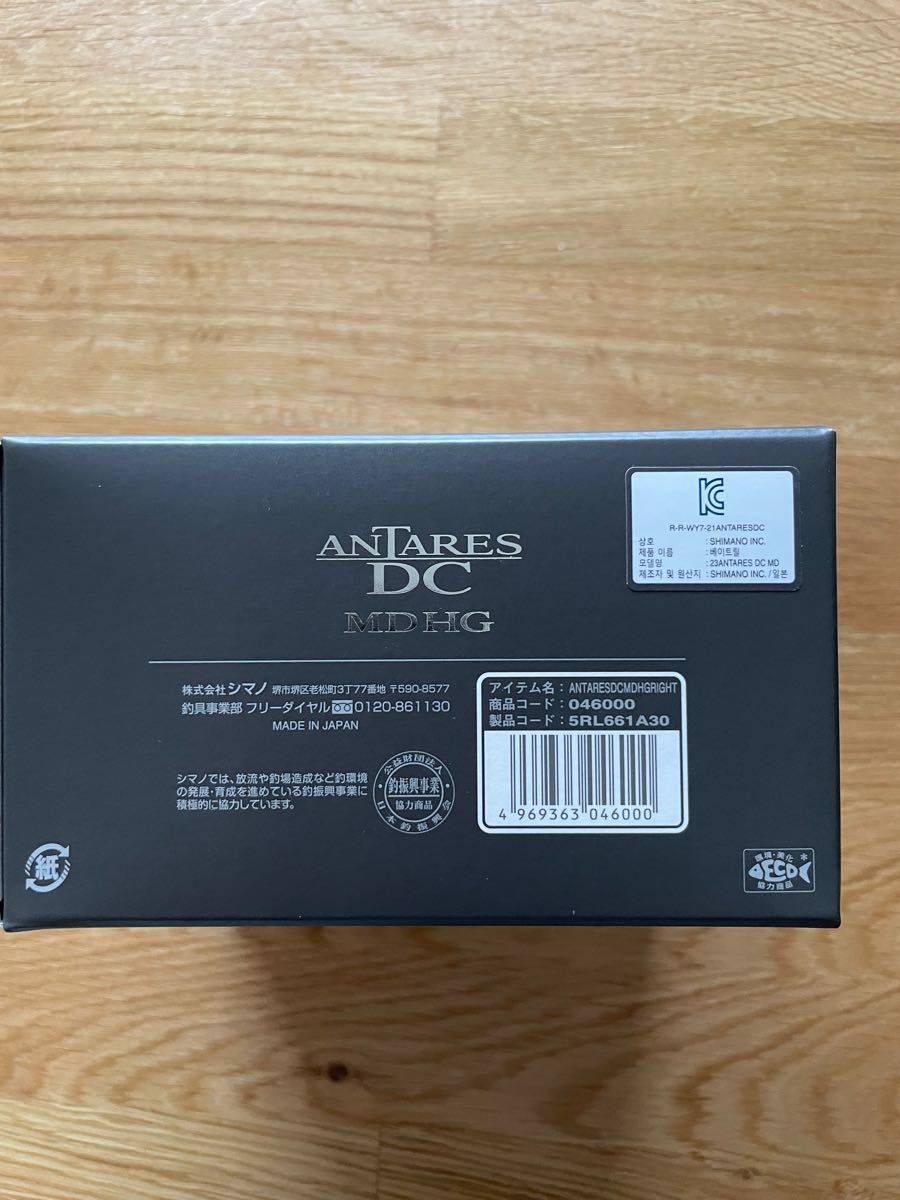 ANTARES
DC
MD HG
R-R-WY7-21ANTARESDC
상호 : SHIMANO INC.
제품 이름 : 베이트릴
모델명 : 23ANTARES DC MD
제조자 및 원산지 : SHIMANO INC. / 일본
株式会社シマノ 堺市堺区老松町3丁77番地 〒590-8577
釣具事業部 フリーダイヤル 0120-861130
MADE IN JAPAN
シマノでは、放流や釣場造成など釣環境
の発展・育成を進めている釣振興事業に
積極的に協力しています。
公益財団法人
釣振興事業
協力商品
日本釣振興会
アイテム名 : ANTARESDCMDHGRIGHT
商品コード : 046000
製品コード : 5RL661A30
4 969363 046000
紙
環境・美化
ECO
協力商品